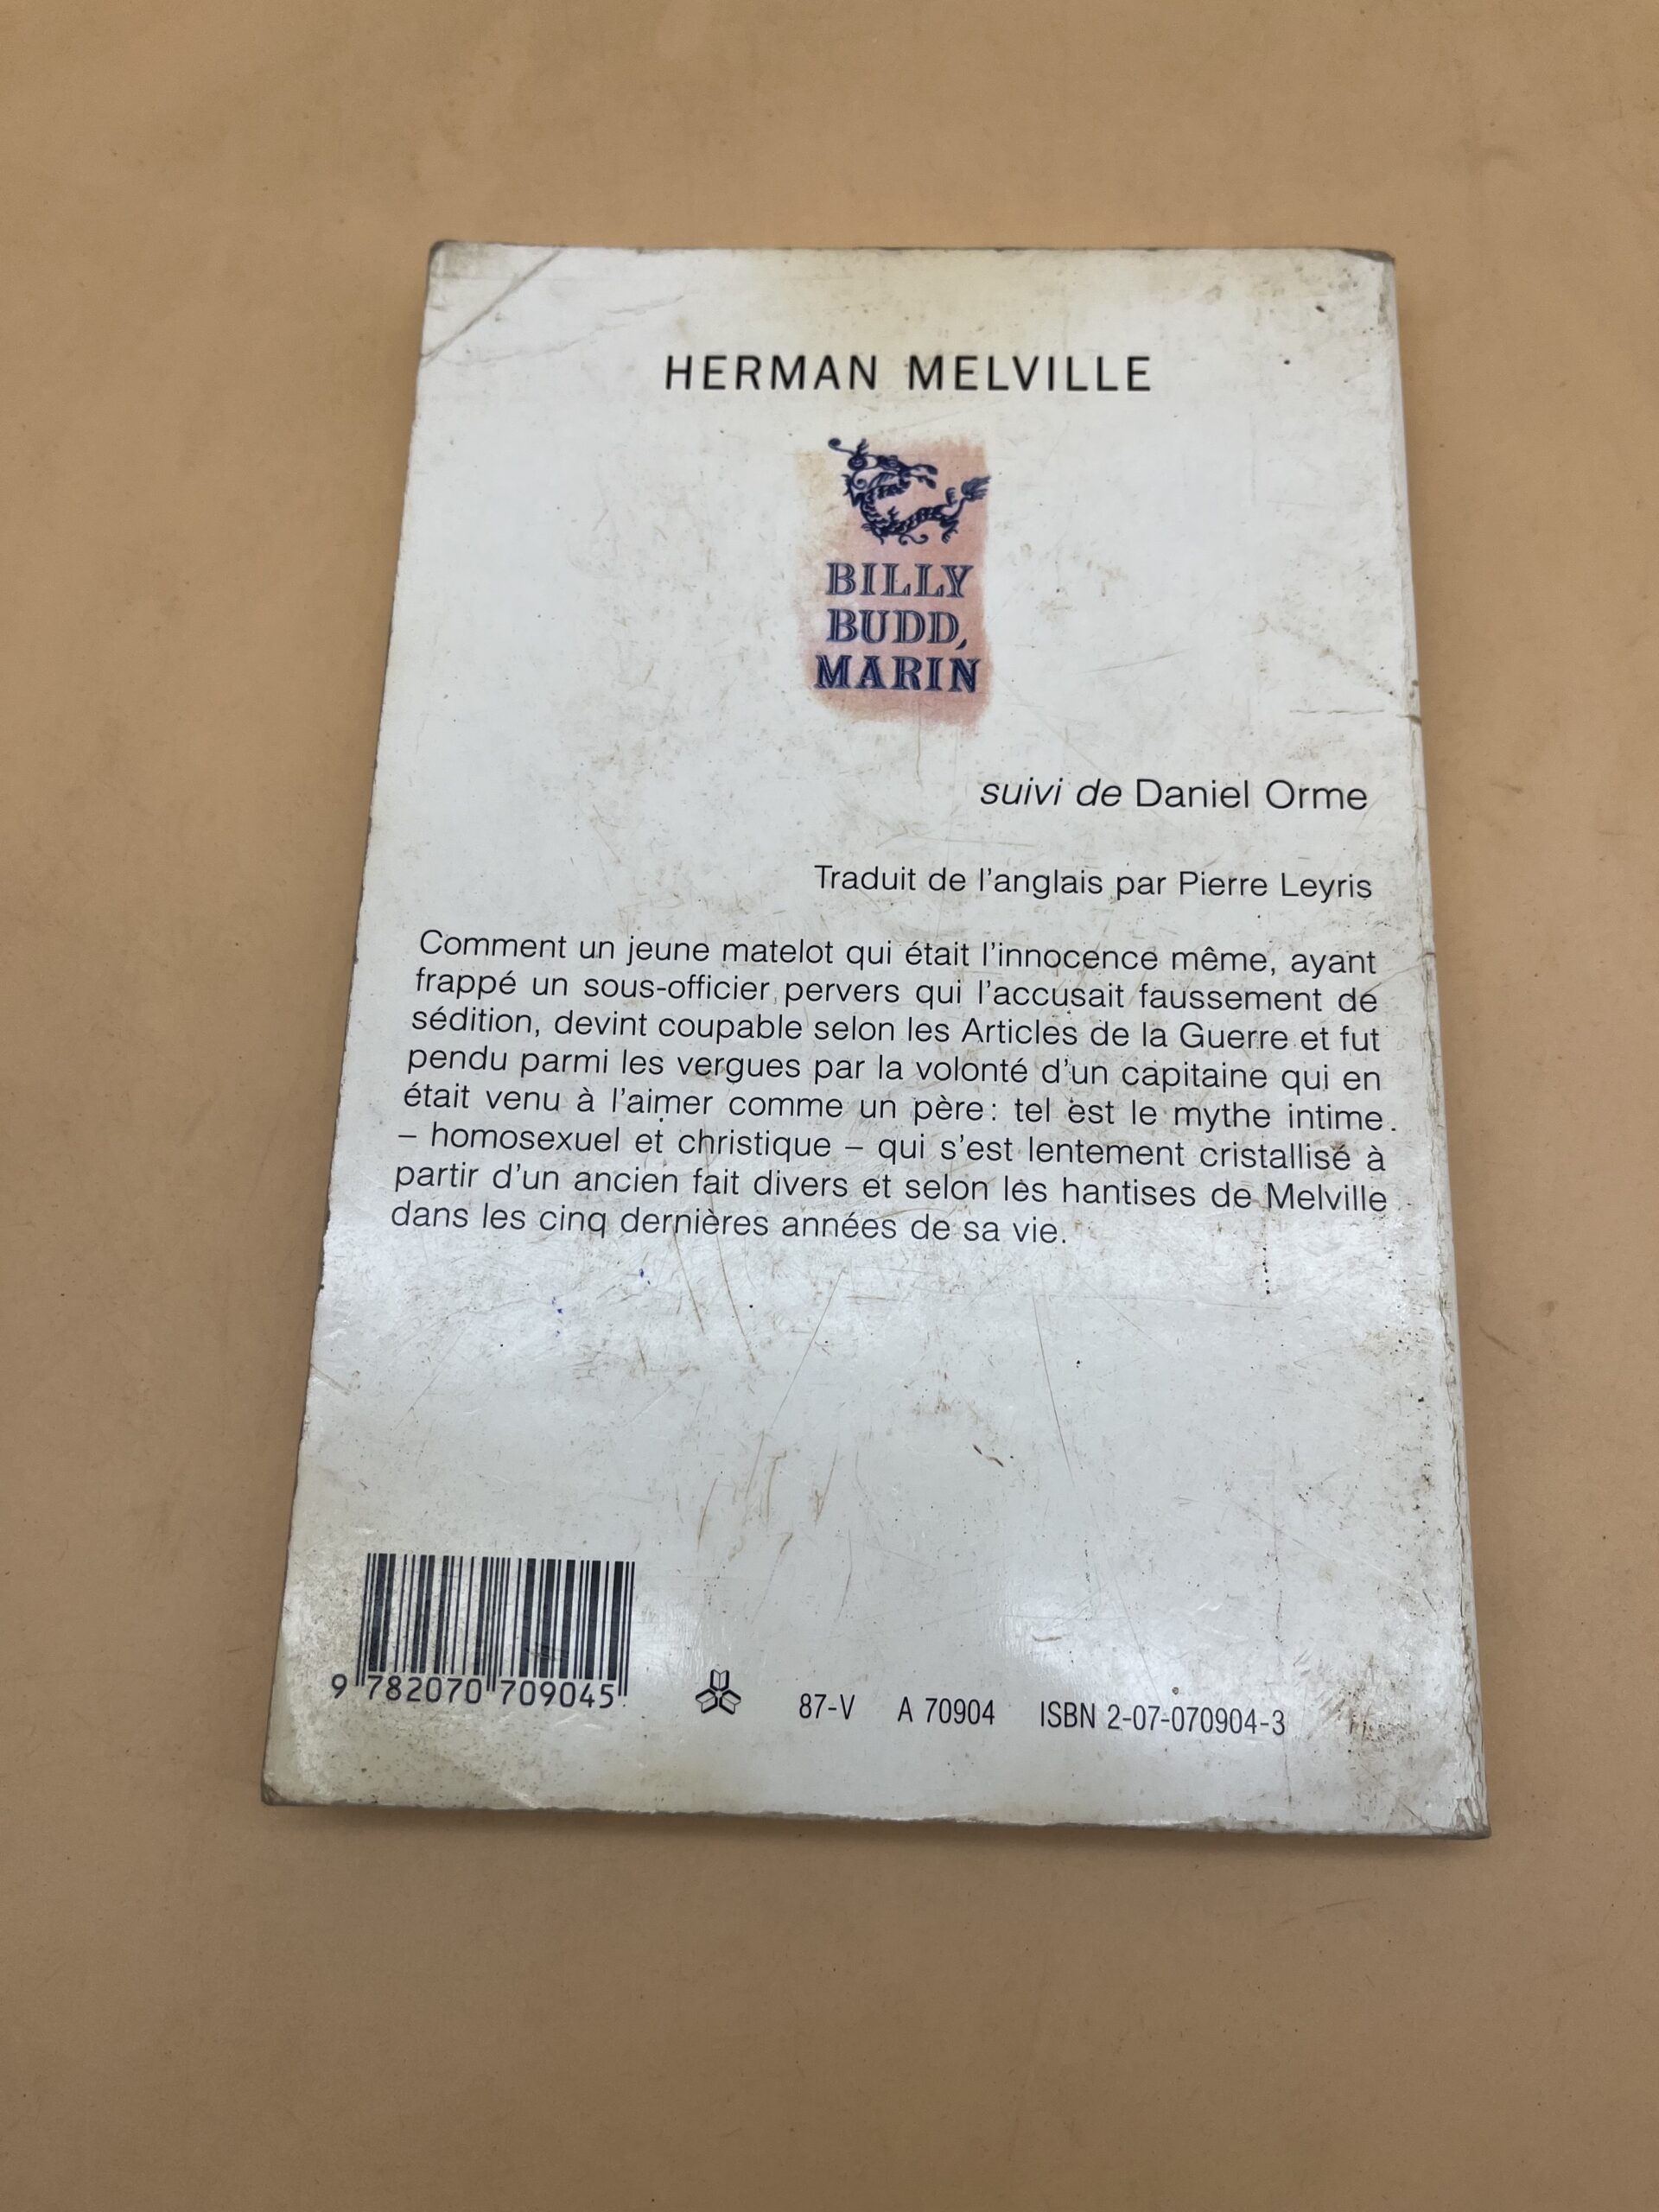 HERMAN MELVILLE
BILLY
BUDD,
MARIN
suivi de Daniel Orme
Traduit de l'anglais par Pierre Leyris
Comment un jeune matelot qui était l'innocence même, ayant
frappé un sous-officier pervers qui l'accusait faussement de
sédition, devint coupable selon les Articles de la Guerre et fut
pendu parmi les vergues par la volonté d'un capitaine qui en
était venu à l'aimer comme un père : tel est le mythe intime
– homosexuel et christique – qui s'est lentement cristallisé à
partir d'un ancien fait divers et selon les hantises de Melville
dans les cinq dernières années de sa vie.
9 782070 709045
87-V A 70904 ISBN 2-07-070904-3